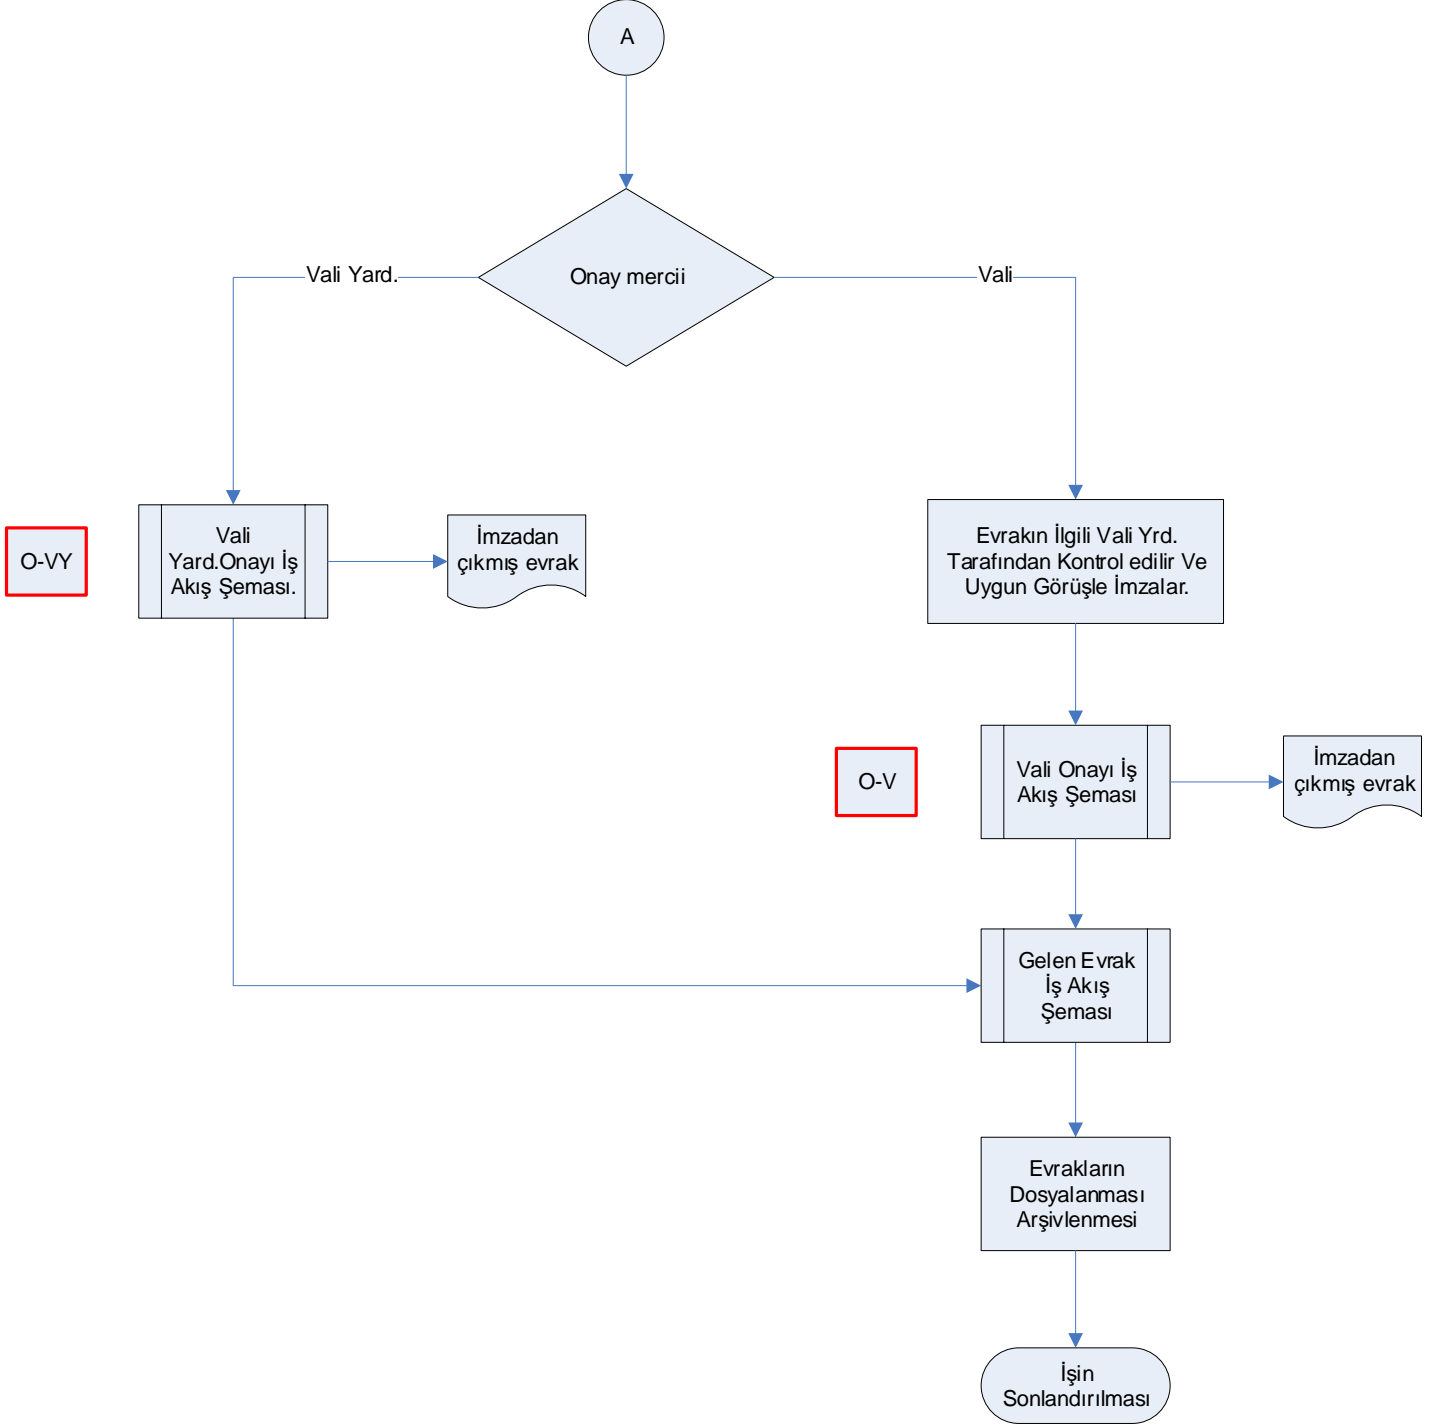 A
Onay mercii
Vali Yard.
Vali
O-VY
Vali
Yard.Onayı İş
Akış Şeması.
İmzadan
çıkmış evrak
Evrakın İlgili Vali Yrd.
Tarafından Kontrol edilir Ve
Uygun Görüşle İmzalar.
O-V
Vali Onayı İş
Akış Şeması
İmzadan
çıkmış evrak
Gelen Evrak
İş Akış
Şeması
Evrakların
Dosyalanması
Arşivlenmesi
İşin
Sonlandırılması